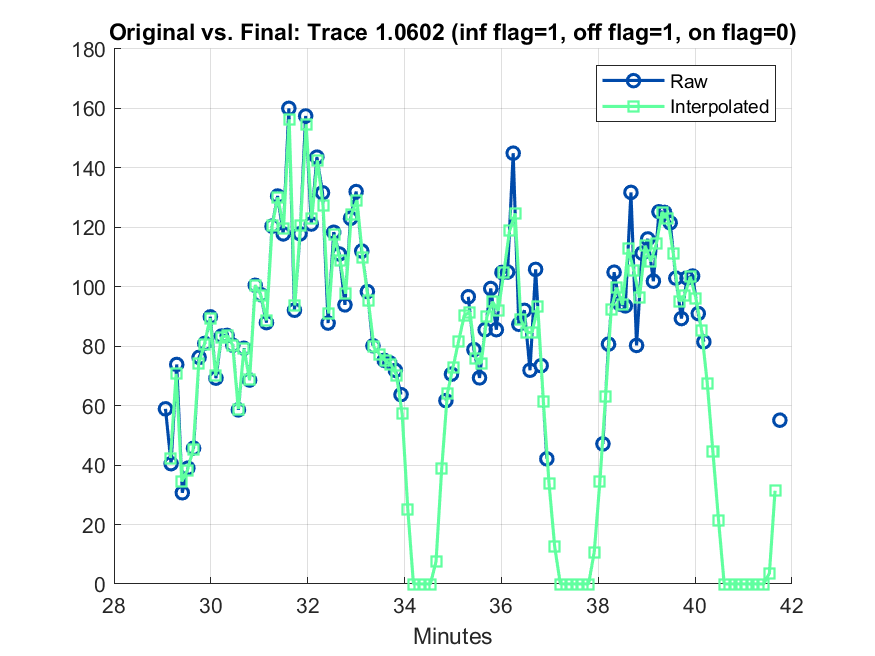 Original vs. Final: Trace 1.0602 (inf flag=1, off flag=1, on flag=0)
180
160
140
120
100
80
60
40
20
0
Raw
Interpolated
28 30 32 34 36 38 40 42
Minutes